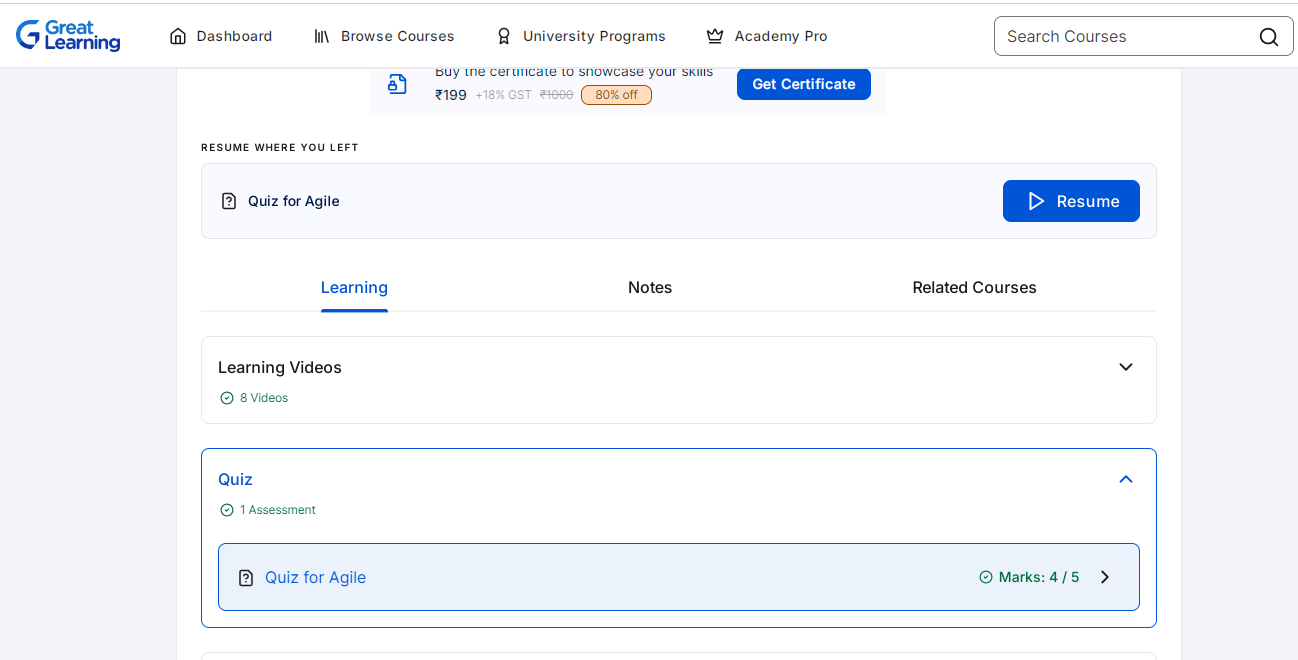 Great Learning
Dashboard
Browse Courses
University Programs
Academy Pro
Search Courses
Buy the certificate to showcase your skills
₹199 +18% GST ₹1000 80% off
Get Certificate
RESUME WHERE YOU LEFT
Quiz for Agile
Resume
Learning
Notes
Related Courses
Learning Videos
8 Videos
Quiz
1 Assessment
Quiz for Agile
Marks: 4 / 5